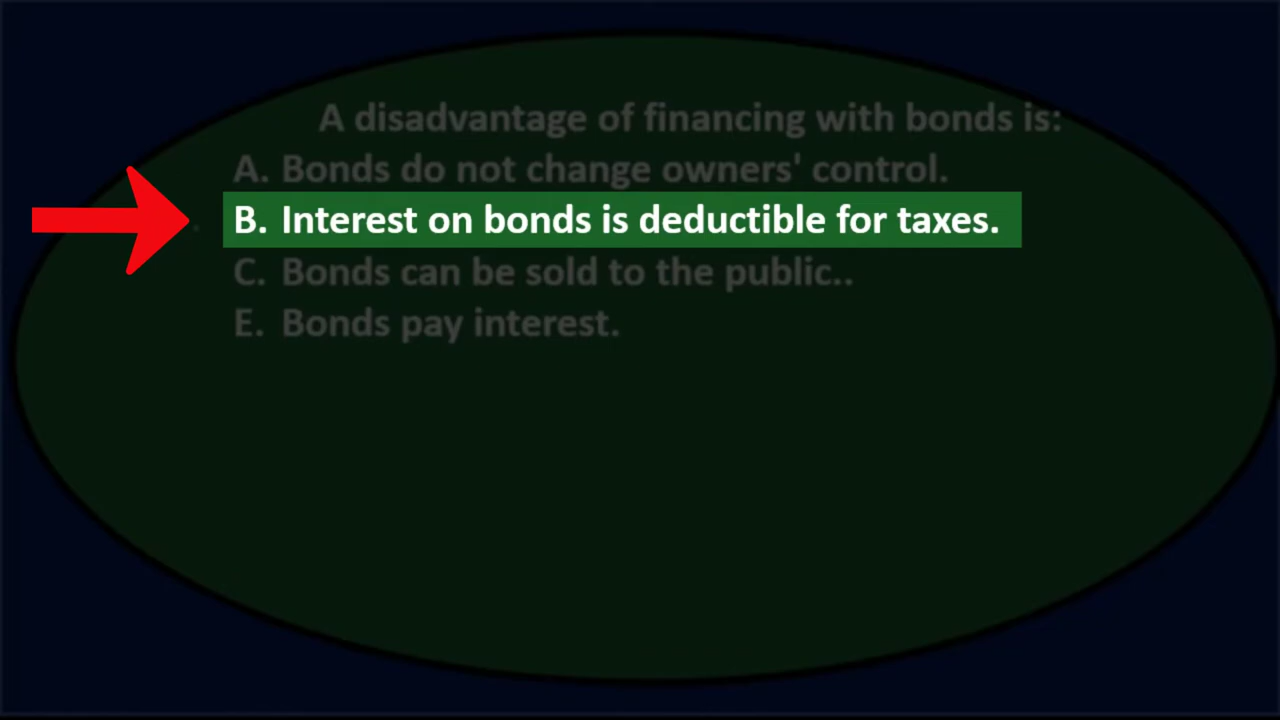 A disadvantage of financing with bonds is:
A. Bonds do not change owners' control.
B. Interest on bonds is deductible for taxes.
C. Bonds can be sold to the public..
E. Bonds pay interest.